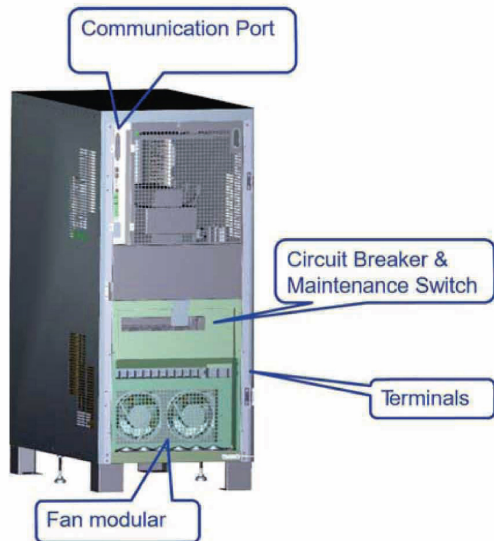 Communication Port
Circuit Breaker &
Maintenance Switch
Terminals
Fan modular